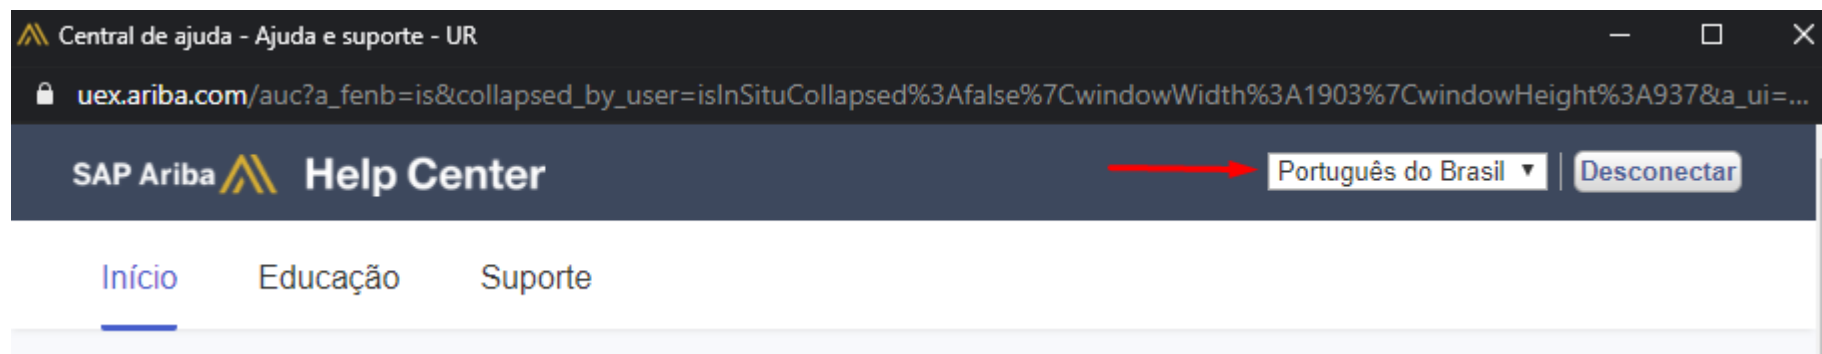 Central de ajuda - Ajuda e suporte - UR
uex.ariba.com/auc?a_fenb=is&collapsed_by_user=isInSituCollapsed%3Afalse%7CwindowWidth%3A1903%7CwindowHeight%3A937&a_ui=...
SAP Ariba Help Center Português do Brasil Desconectar
Início Educação Suporte